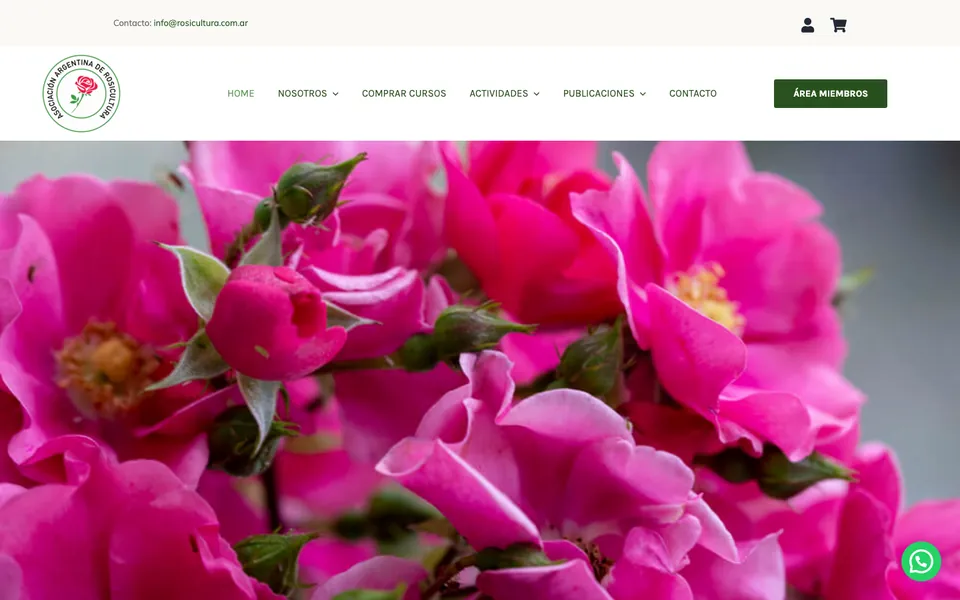 Contacto: info@rosicultura.com.ar
ASOCIACIÓN ARGENTINA DE ROSICULTURA
HOME
NOSOTROS
COMPRAR CURSOS
ACTIVIDADES
PUBLICACIONES
CONTACTO
ÁREA MIEMBROS